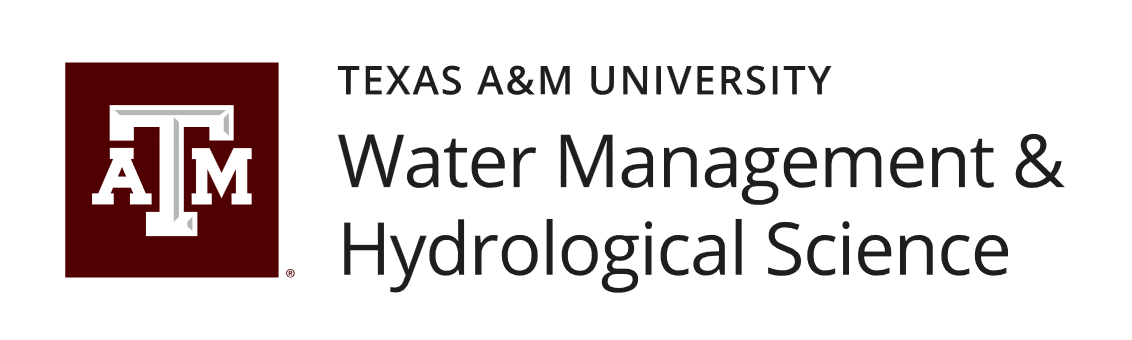 ATM
®
TEXAS A&M UNIVERSITY
Water Management &
Hydrological Science